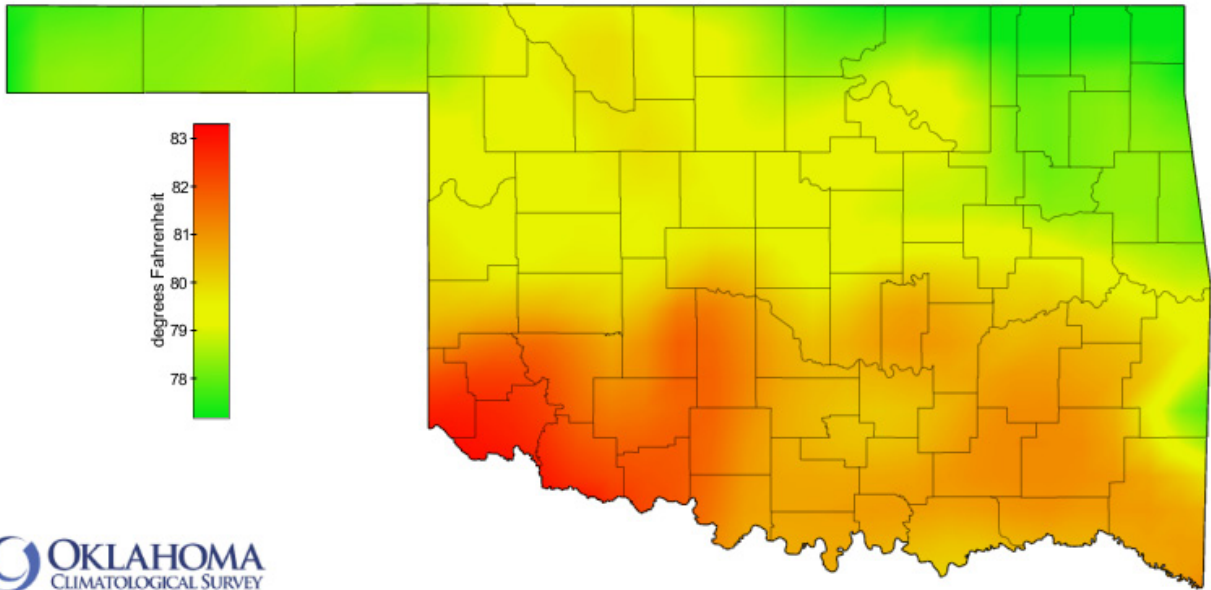 83
82
81
80
79
78
degrees Fahrenheit
OKLAHOMA
CLIMATOLOGICAL SURVEY